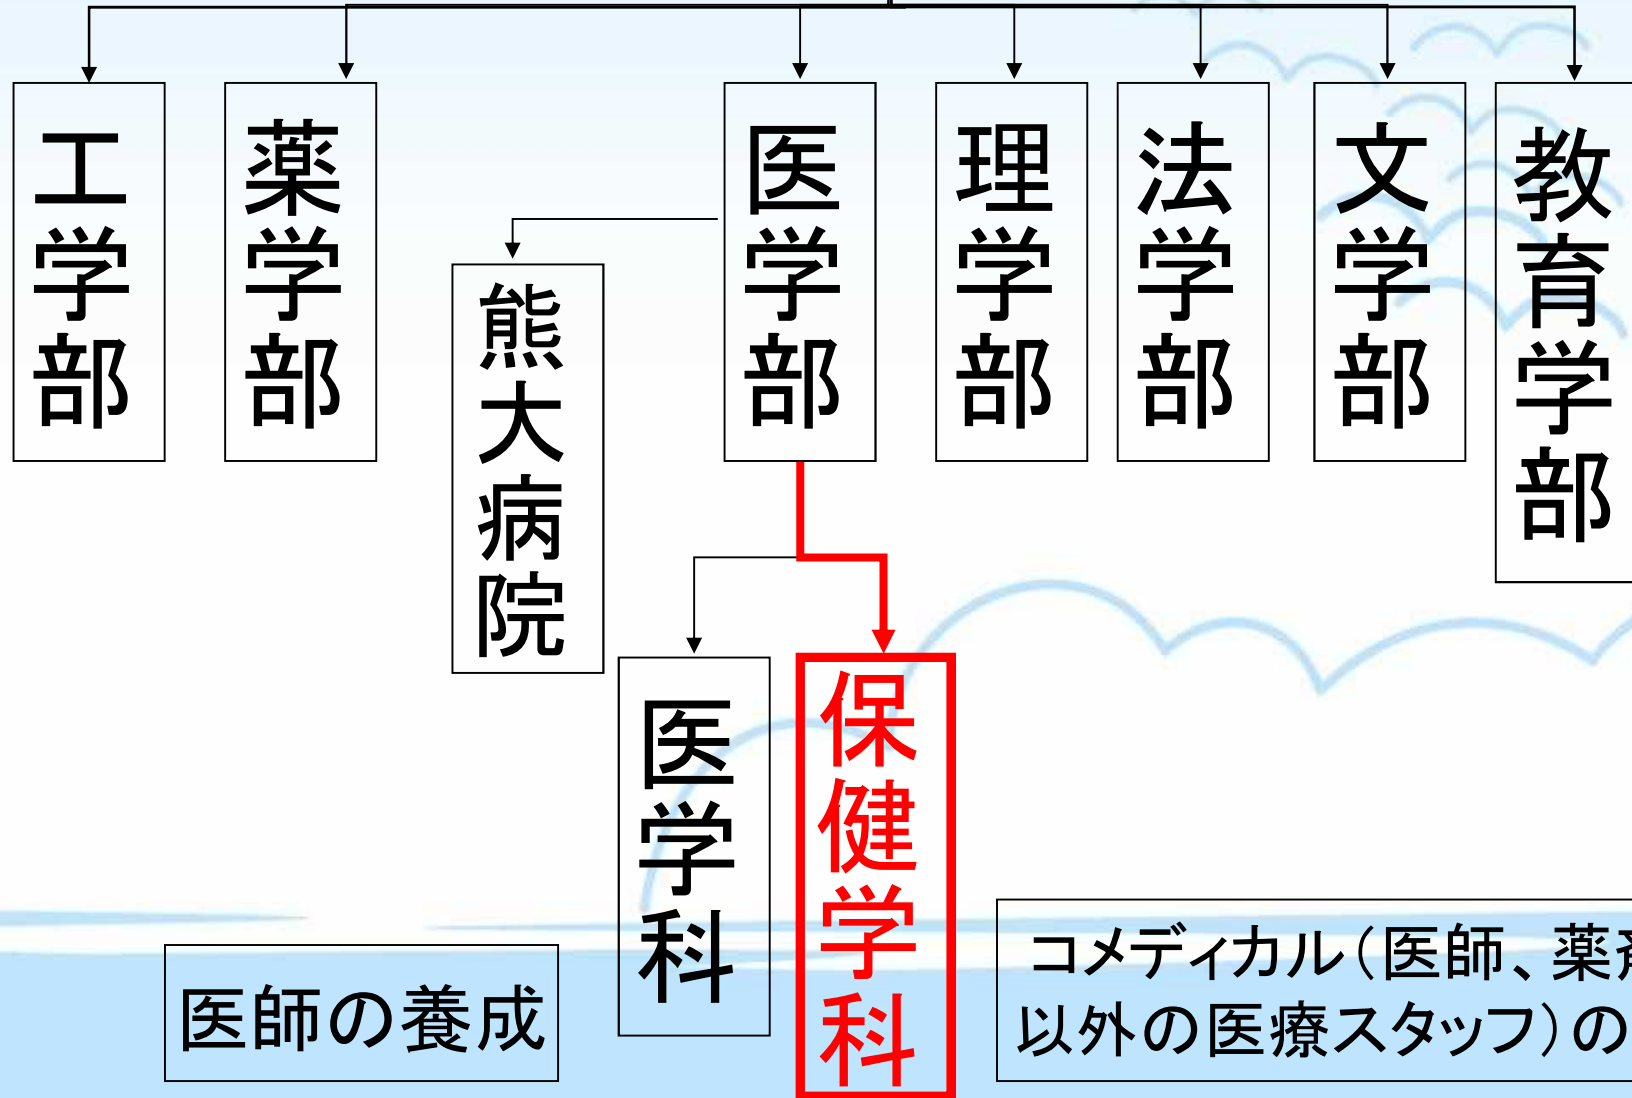 工学部
薬学部
熊大病院
医学部
理学部
法学部
文学部
教育学部
医学科
保健学科
医師の養成
コメディカル（医師、薬
以外の医療スタッフ）の